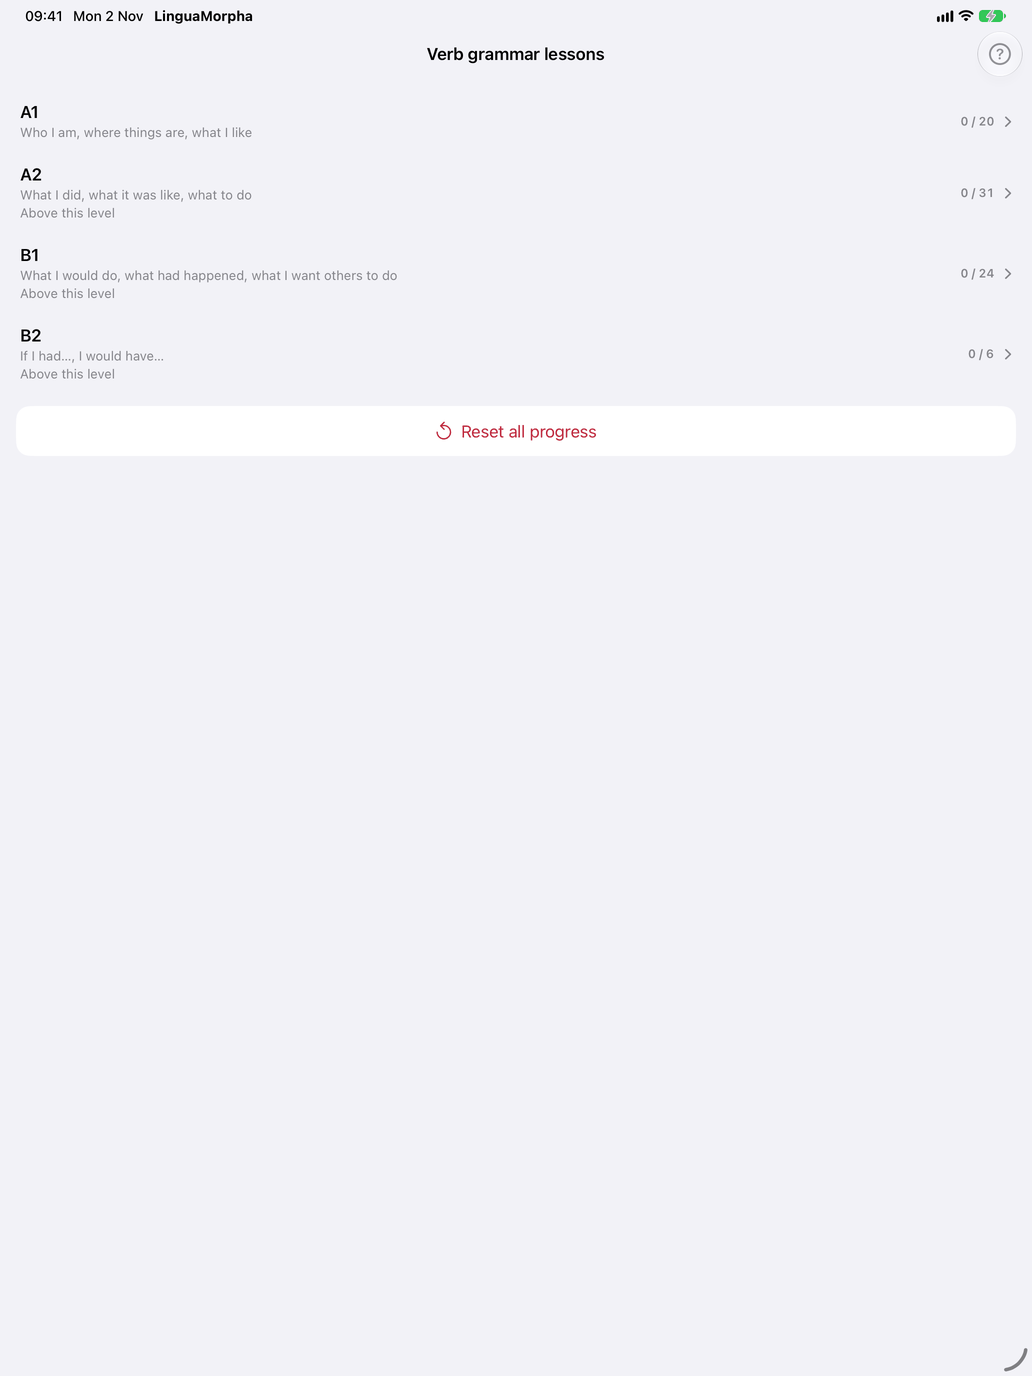 09:41 Mon 2 Nov LinguaMorpha
Verb grammar lessons
?
A1
Who I am, where things are, what I like
0 / 20
A2
What I did, what it was like, what to do
Above this level
0 / 31
B1
What I would do, what had happened, what I want others to do
Above this level
0 / 24
B2
If I had..., I would have...
Above this level
0 / 6
Reset all progress